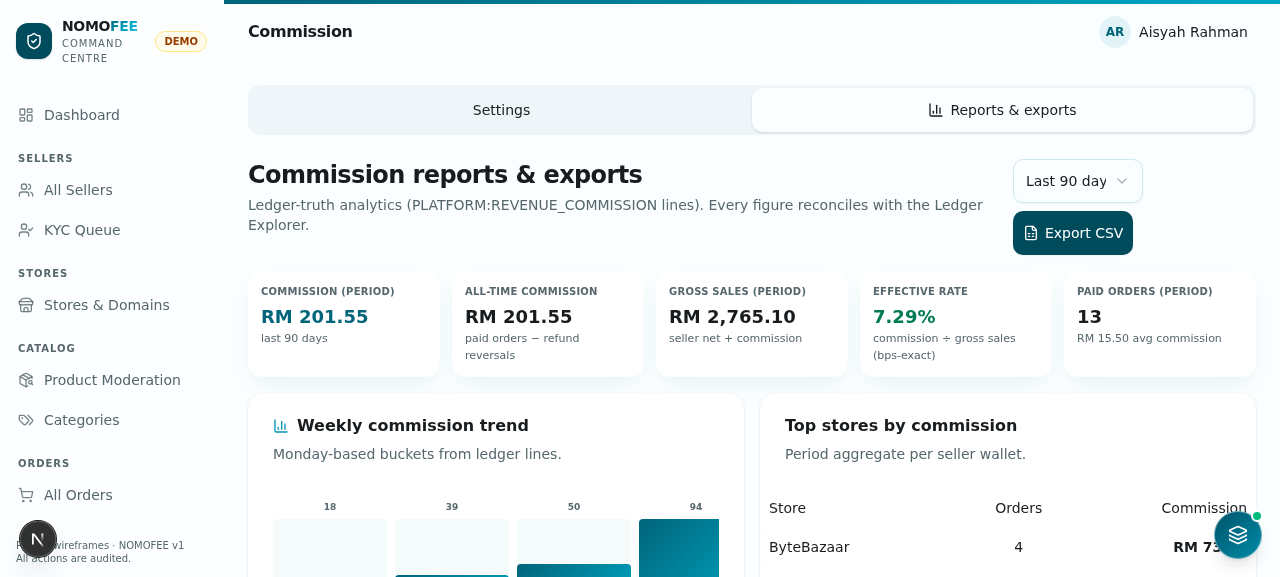 NOMOFEE
COMMAND
CENTRE
DEMO
Dashboard
SELLERS
All Sellers
KYC Queue
STORES
Stores & Domains
CATALOG
Product Moderation
Categories
ORDERS
All Orders
wireframes · NOMOFEE v1
All actions are audited.
N
Commission
AR
Aisyah Rahman
Settings
Reports & exports
Commission reports & exports
Ledger-truth analytics (PLATFORM:REVENUE_COMMISSION lines). Every figure reconciles with the Ledger
Explorer.
Last 90 day
Export CSV
COMMISSION (PERIOD)
RM 201.55
last 90 days
ALL-TIME COMMISSION
RM 201.55
paid orders − refund
reversals
GROSS SALES (PERIOD)
RM 2,765.10
seller net + commission
EFFECTIVE RATE
7.29%
commission ÷ gross sales
(bps-exact)
PAID ORDERS (PERIOD)
13
RM 15.50 avg commission
Weekly commission trend
Monday-based buckets from ledger lines.
18
39
50
94
Top stores by commission
Period aggregate per seller wallet.
Store Orders Commission
ByteBazaar 4 RM